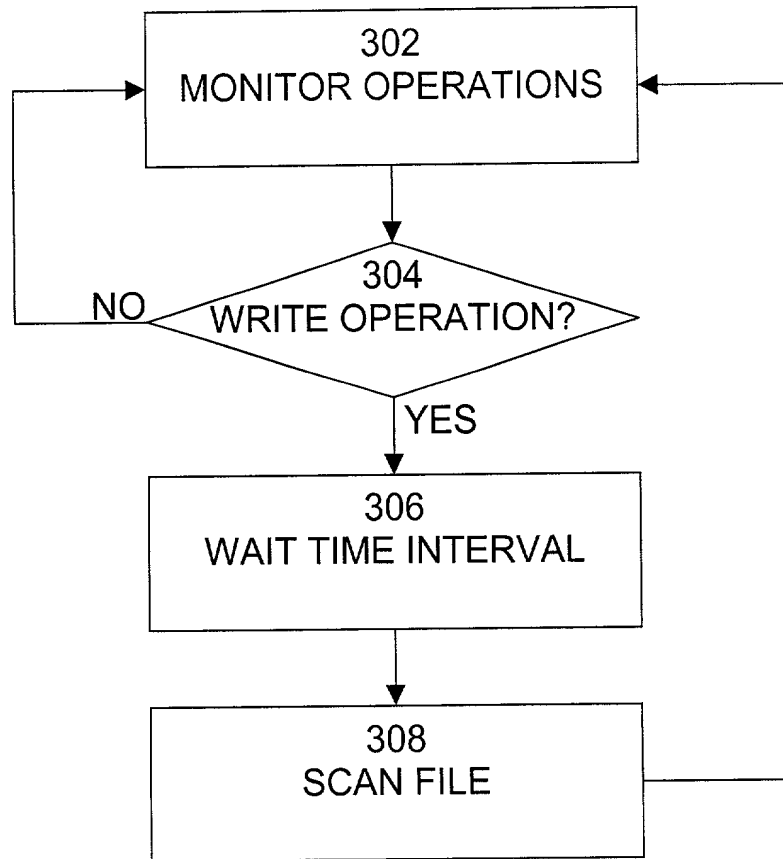 302
MONITOR OPERATIONS
304
WRITE OPERATION?
NO
YES
306
WAIT TIME INTERVAL
308
SCAN FILE